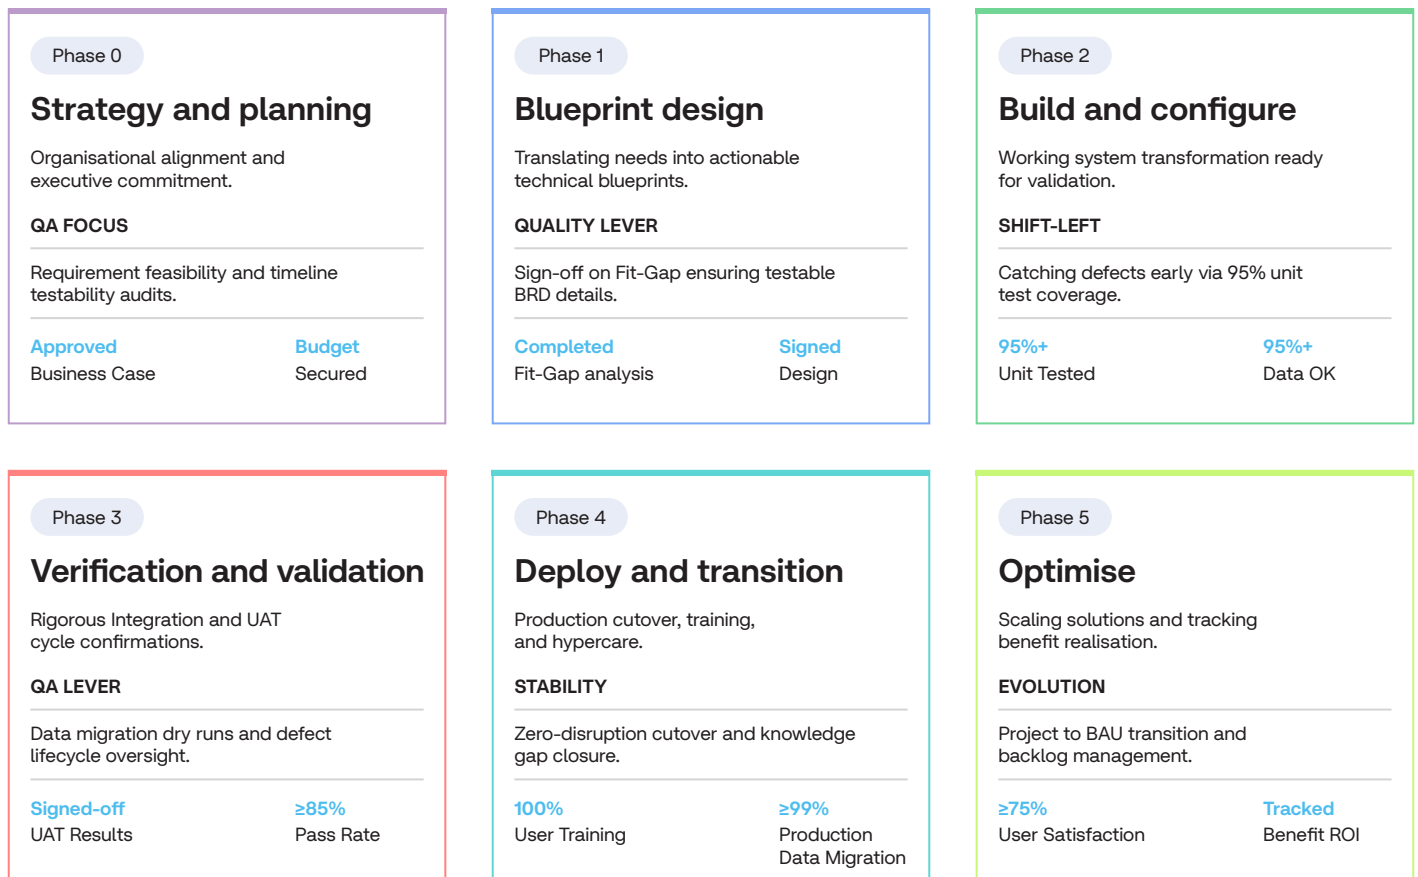 Phase 0
Strategy and planning
Organisational alignment and
executive commitment.
QA FOCUS
Requirement feasibility and timeline
testability audits.
Approved
Business Case
Budget
Secured
Phase 1
Blueprint design
Translating needs into actionable
technical blueprints.
QUALITY LEVER
Sign-off on Fit-Gap ensuring testable
BRD details.
Completed
Fit-Gap analysis
Signed
Design
Phase 2
Build and configure
Working system transformation ready
for validation.
SHIFT-LEFT
Catching defects early via 95% unit
test coverage.
95%+
Unit Tested
95%+
Data OK
Phase 3
Verification and validation
Rigorous Integration and UAT
cycle confirmations.
QA LEVER
Data migration dry runs and defect
lifecycle oversight.
Signed-off
UAT Results
≥85%
Pass Rate
Phase 4
Deploy and transition
Production cutover, training,
and hypercare.
STABILITY
Zero-disruption cutover and knowledge
gap closure.
100%
User Training
≥99%
Production
Data Migration
Phase 5
Optimise
Scaling solutions and tracking
benefit realisation.
EVOLUTION
Project to BAU transition and
backlog management.
≥75%
User Satisfaction
Tracked
Benefit ROI